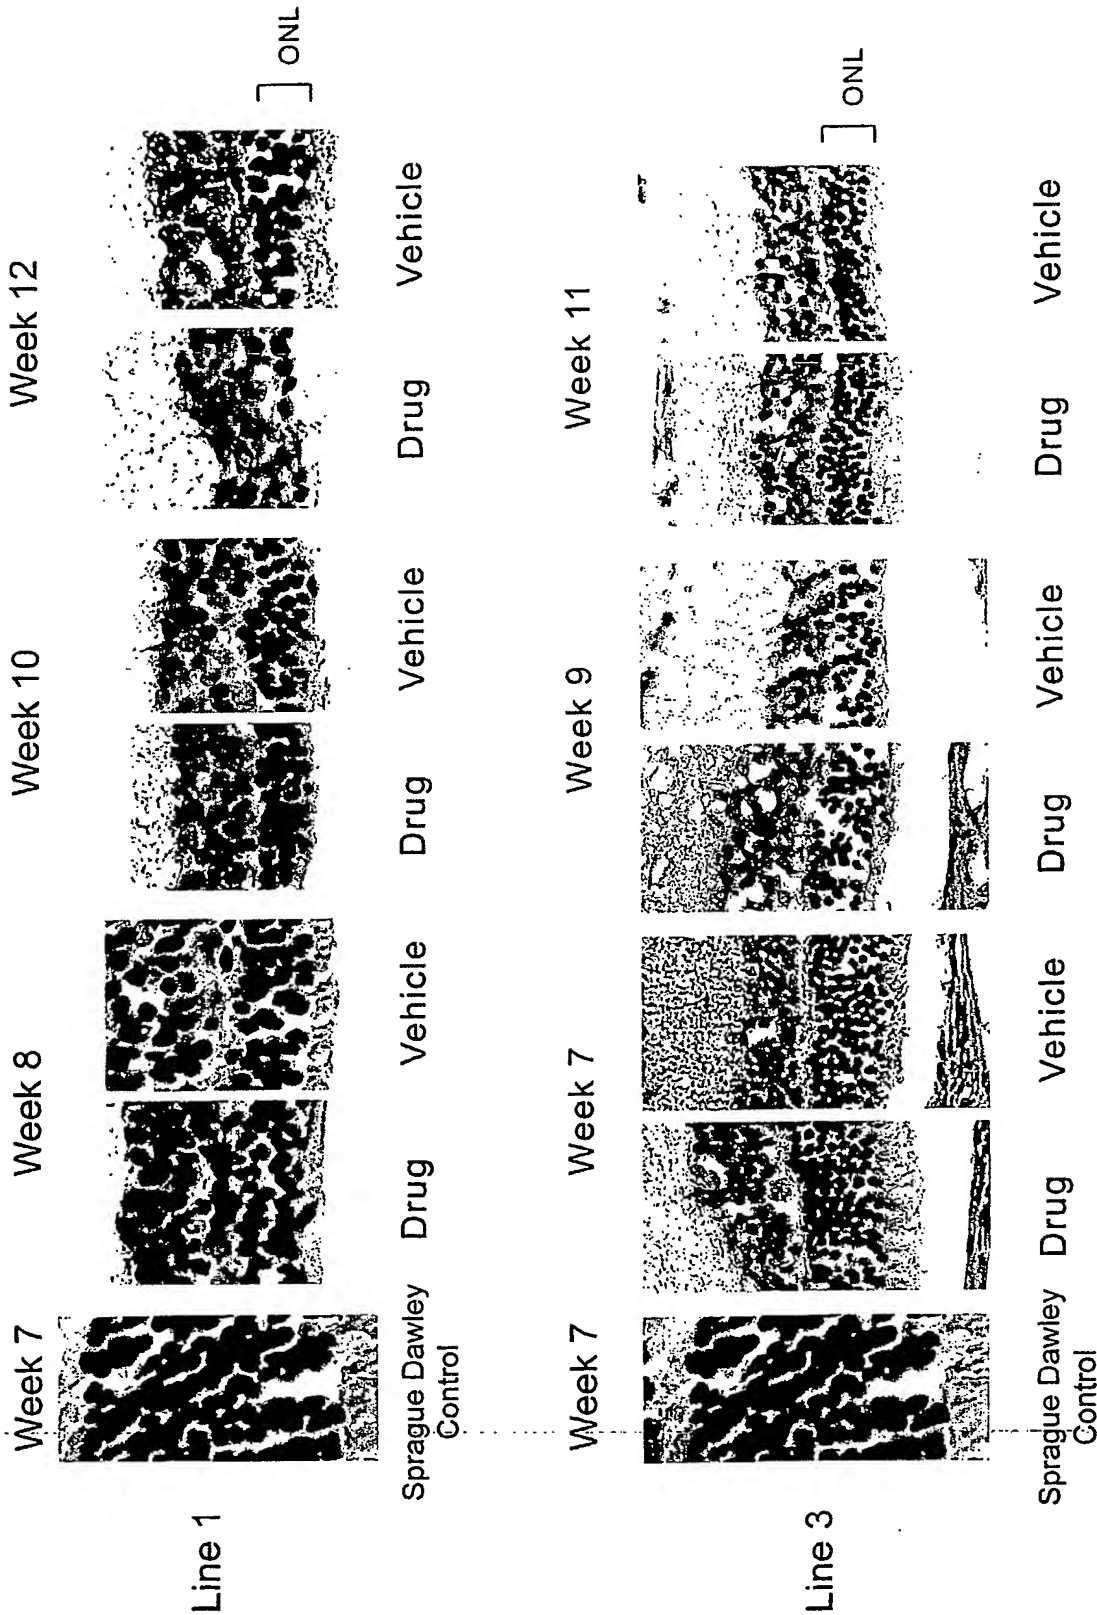 Week 7
Week 8
Week 10
Week 12
Line 1
ONL
Sprague Dawley
Control
Drug
Vehicle
Drug
Vehicle
Drug
Vehicle
Week 7
Week 7
Week 9
Week 11
Line 3
ONL
Sprague Dawley
Control
Drug
Vehicle
Drug
Vehicle
Drug
Vehicle